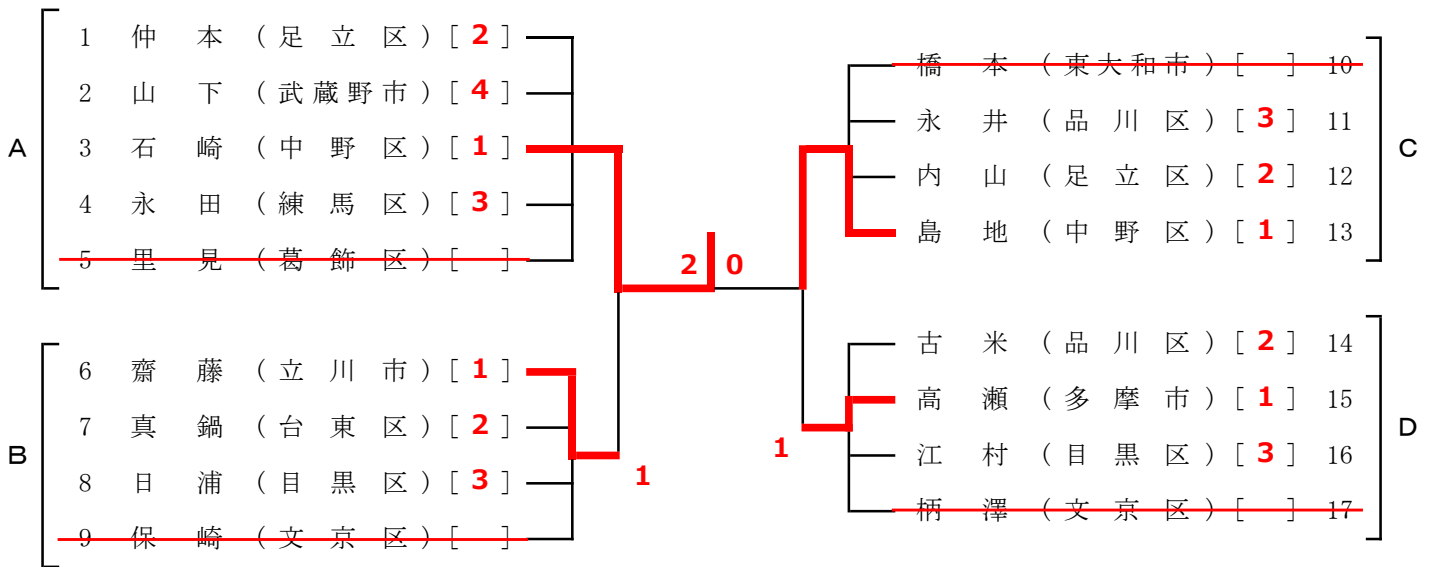 A
1 仲本(足立区)[2]
2 山下(武蔵野市)[4]
3 石崎(中野区)[1]
4 永田(練馬区)[3]
5 里見(葛飾区)[ ]
B
6 齋藤(立川市)[1]
7 真鍋(台東区)[2]
8 日浦(目黒区)[3]
9 保崎(文京区)[ ]
1
2 0
1
橋本(東大和市)[ ] 10
永井(品川区)[3] 11
内山(足立区)[2] 12
島地(中野区)[1] 13
C
古米(品川区)[2] 14
高瀬(多摩市)[1] 15
江村(目黒区)[3] 16
柄澤(文京区)[ ] 17
D